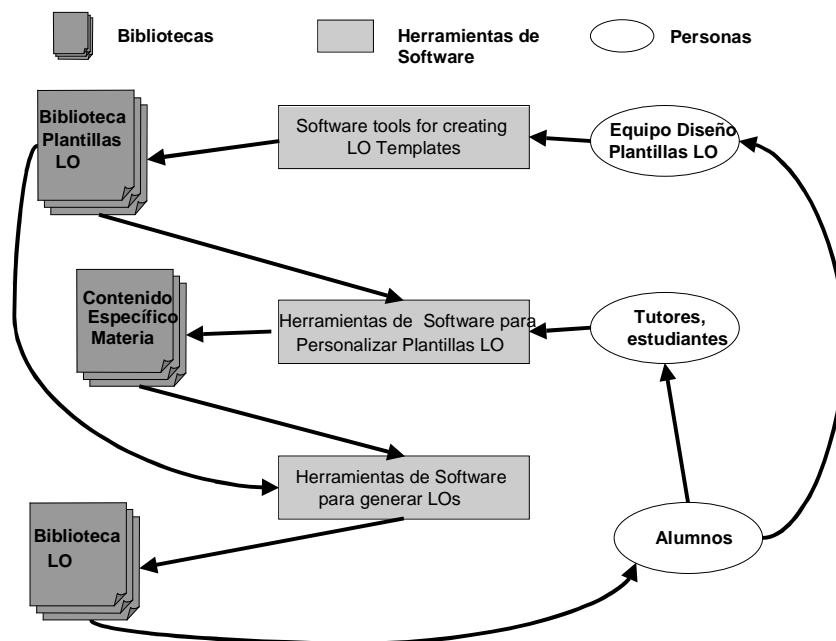 Bibliotecas
Herramientas de
Software
Personas
Biblioteca
Plantillas
LO
Software tools for creating
LO Templates
Equipo Diseño
Plantillas LO
Contenido
Específico
Materia
Herramientas de Software para
Personalizar Plantillas LO
Tutores,
estudiantes
Herramientas de Software
para generar LOs
Biblioteca
LO
Alumnos